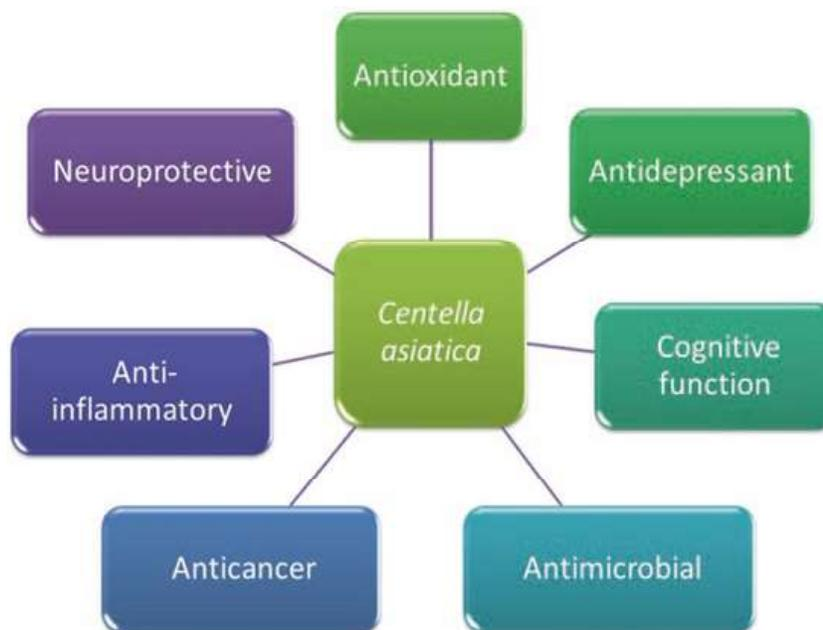 Antioxidant
Neuroprotective
Antidepressant
Centella
asiatica
Cognitive
function
Anti-
inflammatory
Anticancer
Antimicrobial